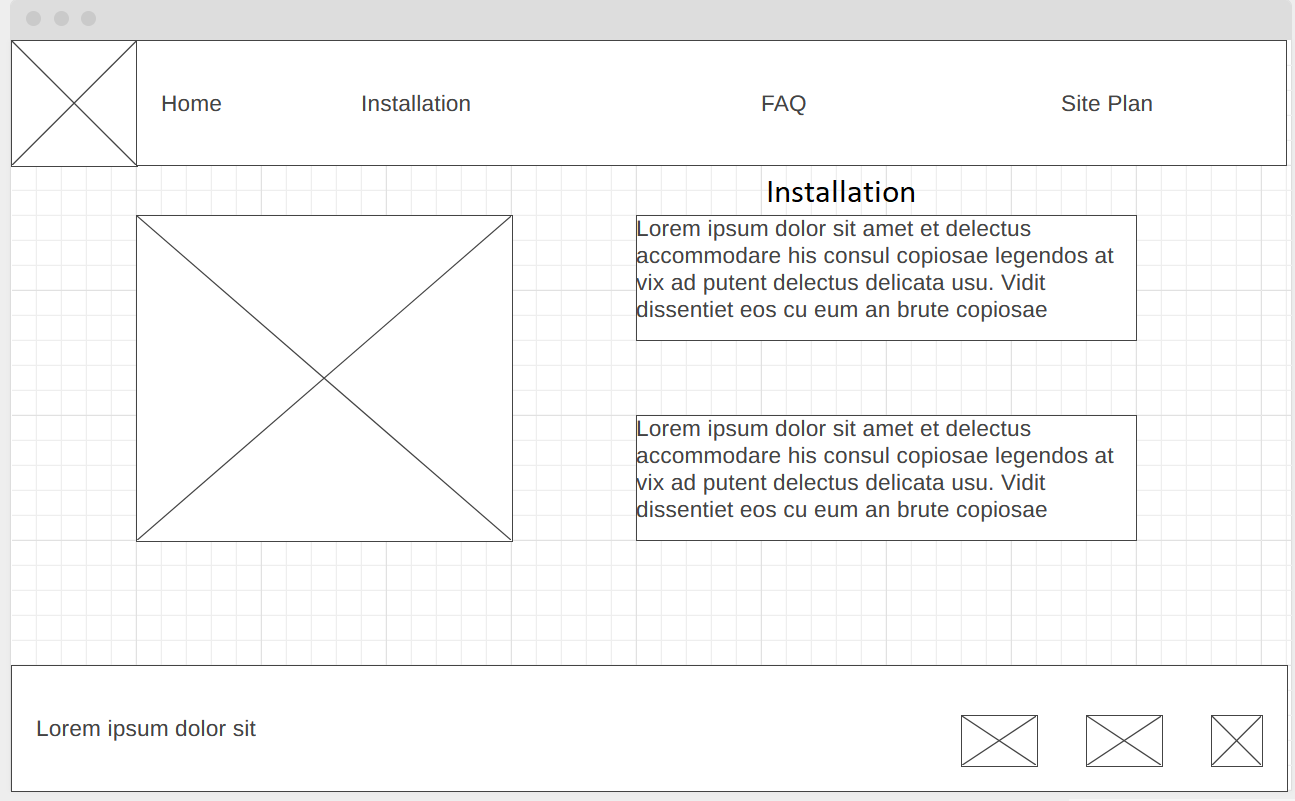 Home Installation FAQ Site Plan
Installation
Lorem ipsum dolor sit amet et delectus
accommodare his consul copiosae legendos at
vix ad putent delectus delicata usu. Vidit
dissentiet eos cu eum an brute copiosae
Lorem ipsum dolor sit amet et delectus
accommodare his consul copiosae legendos at
vix ad putent delectus delicata usu. Vidit
dissentiet eos cu eum an brute copiosae
Lorem ipsum dolor sit